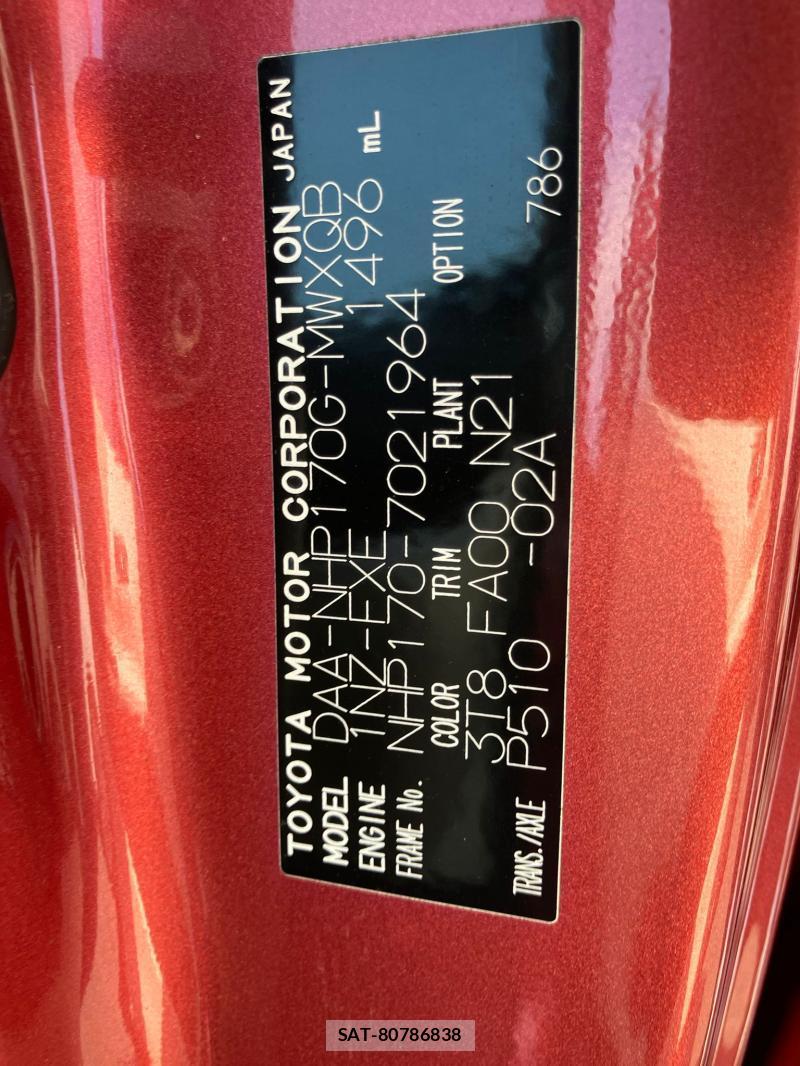 TOYOTA MOTOR CORPORATION JAPAN
MODEL DAA-NHP170G-MWXQB
ENGINE 1NZ-FXE 1496 mL
FRAME No. NHP170-7021964
COLOR TRIM PLANT OPTION
3T8 FA00 N21
TRANS./AXLE P510 -02A 786
SAT-80786838